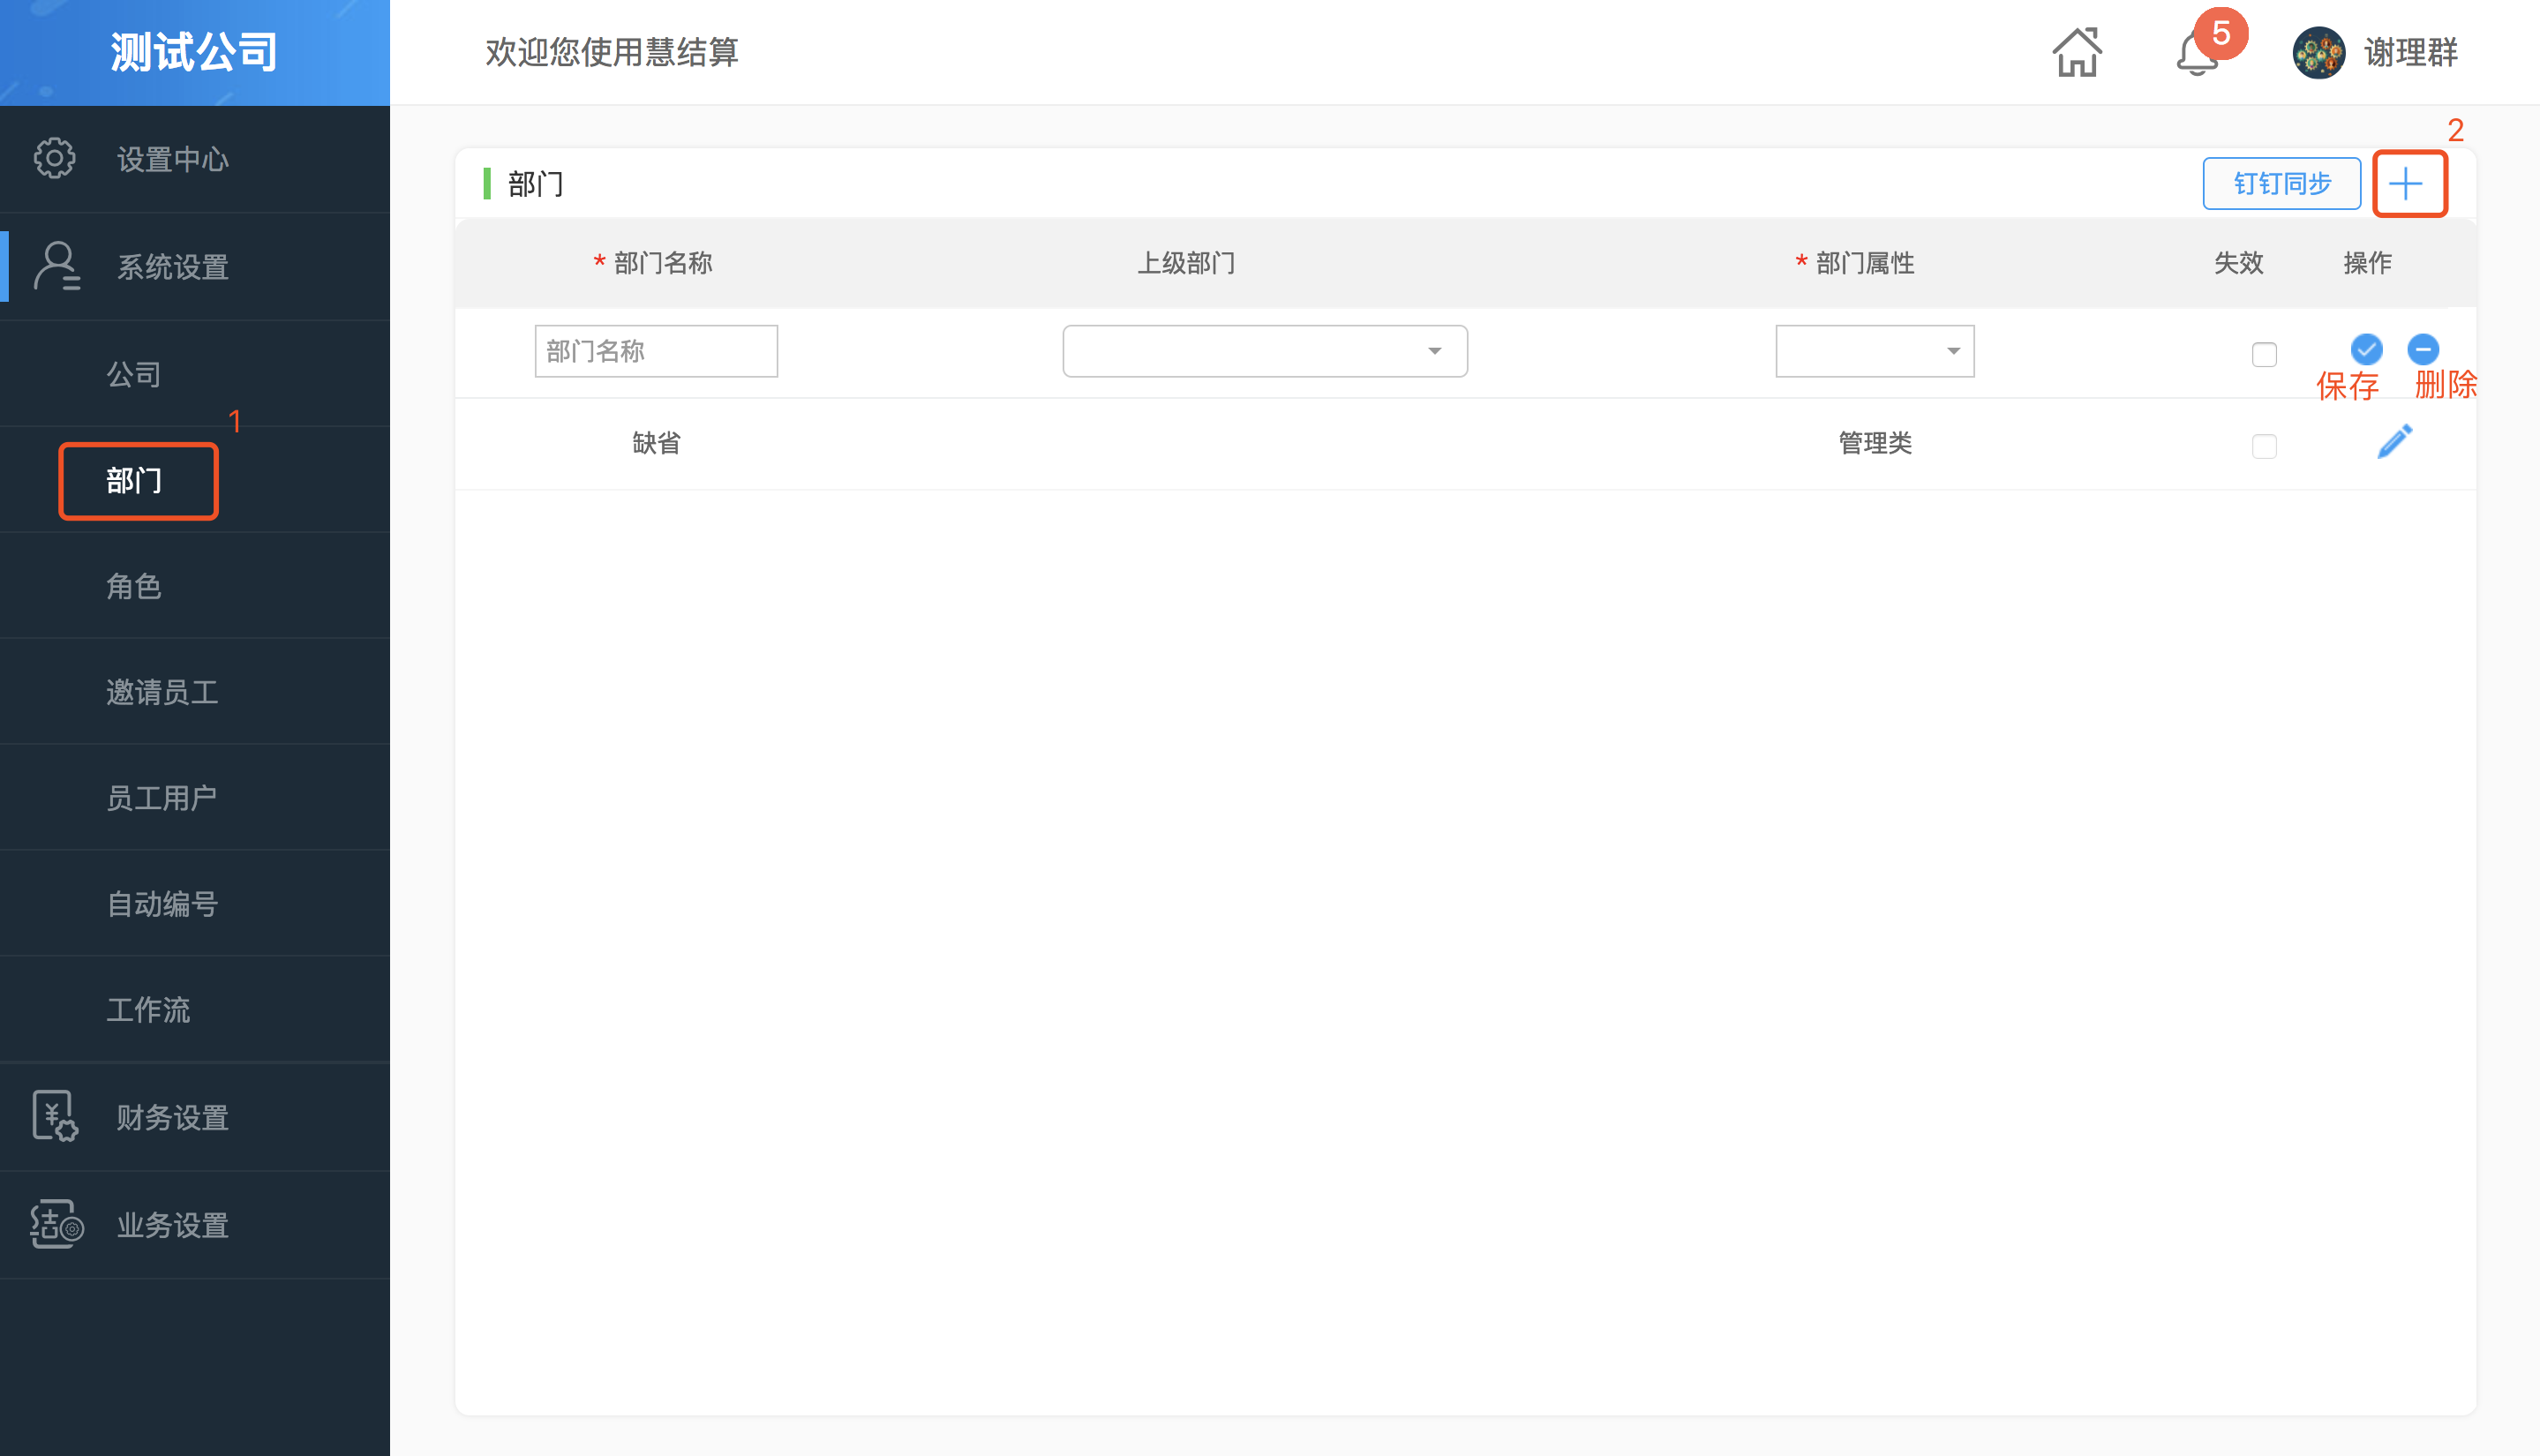 测试公司
欢迎您使用慧结算
5
谢理群
设置中心
系统设置
公司
1
部门
角色
邀请员工
员工用户
自动编号
工作流
财务设置
业务设置
2
部门
钉钉同步
* 部门名称 上级部门 * 部门属性 失效 操作
部门名称
保存 删除
缺省 管理类